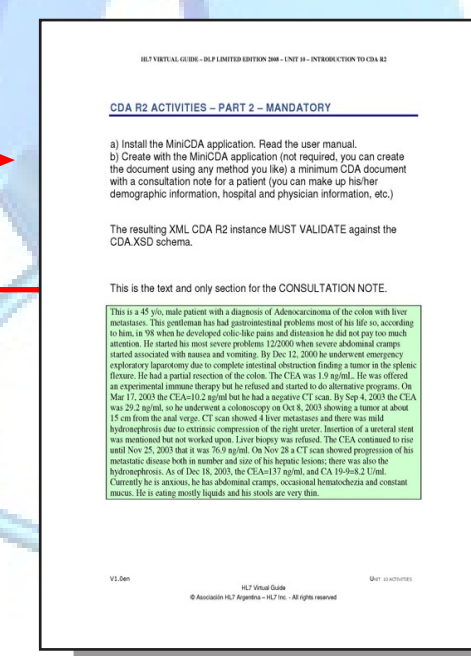 HL7 VIRTUAL GUIDE – DLP LIMITED EDITION 2008 – UNIT 10 – INTRODUCTION TO CDA R2
CDA R2 ACTIVITIES – PART 2 – MANDATORY
a) Install the MiniCDA application. Read the user manual.
b) Create with the MiniCDA application (not required, you can create
the document using any method you like) a minimum CDA document
with a consultation note for a patient (you can make up his/her
demographic information, hospital and physician information, etc.)
The resulting XML CDA R2 instance MUST VALIDATE against the
CDA.XSD schema.
This is the text and only section for the CONSULTATION NOTE.
This is a 45 y/o, male patient with a diagnosis of Adenocarcinoma of the colon with liver
metastases. This gentleman has had gastrointestinal problems most of his life so, according
to him, in '98 when he developed colic-like pains and distension he did not pay too much
attention. He started his most severe problems 12/2000 when severe abdominal cramps
started associated with nausea and vomiting. By Dec 12, 2000 he underwent emergency
exploratory laparotomy due to complete intestinal obstruction finding a tumor in the splenic
flexure. He had a partial resection of the colon. The CEA was 1.9 ng/mL. He was offered
an experimental immune therapy but he refused and started to do alternative programs. On
Mar 17, 2003 the CEA=10.2 ng/ml but he had a negative CT scan. By Sep 4, 2003 the CEA
was 29.2 ng/ml, so he underwent a colonoscopy on Oct 8, 2003 showing a tumor at about
15 cm from the anal verge. CT scan showed 4 liver metastases and there was mild
hydronephrosis due to extrinsic compression of the right ureter. Insertion of a ureteral stent
was mentioned but not worked upon. Liver biopsy was refused. The CEA continued to rise
until Nov 25, 2003 that it was 76.9 ng/ml. On Nov 28 a CT scan showed progression of his
metastatic disease both in number and size of his hepatic lesions; there was also the
hydronephrosis. As of Dec 18, 2003, the CEA=137 ng/ml, and CA 19-9=8.2 U/ml.
Currently he is anxious, he has abdominal cramps, occasional hematochezia and constant
mucus. He is eating mostly liquids and his stools are very thin.
V1.0en UNIT 10 ACTIVITIES
HL7 Virtual Guide
© Asociación HL7 Argentina – HL7 Inc. - All rights reserved